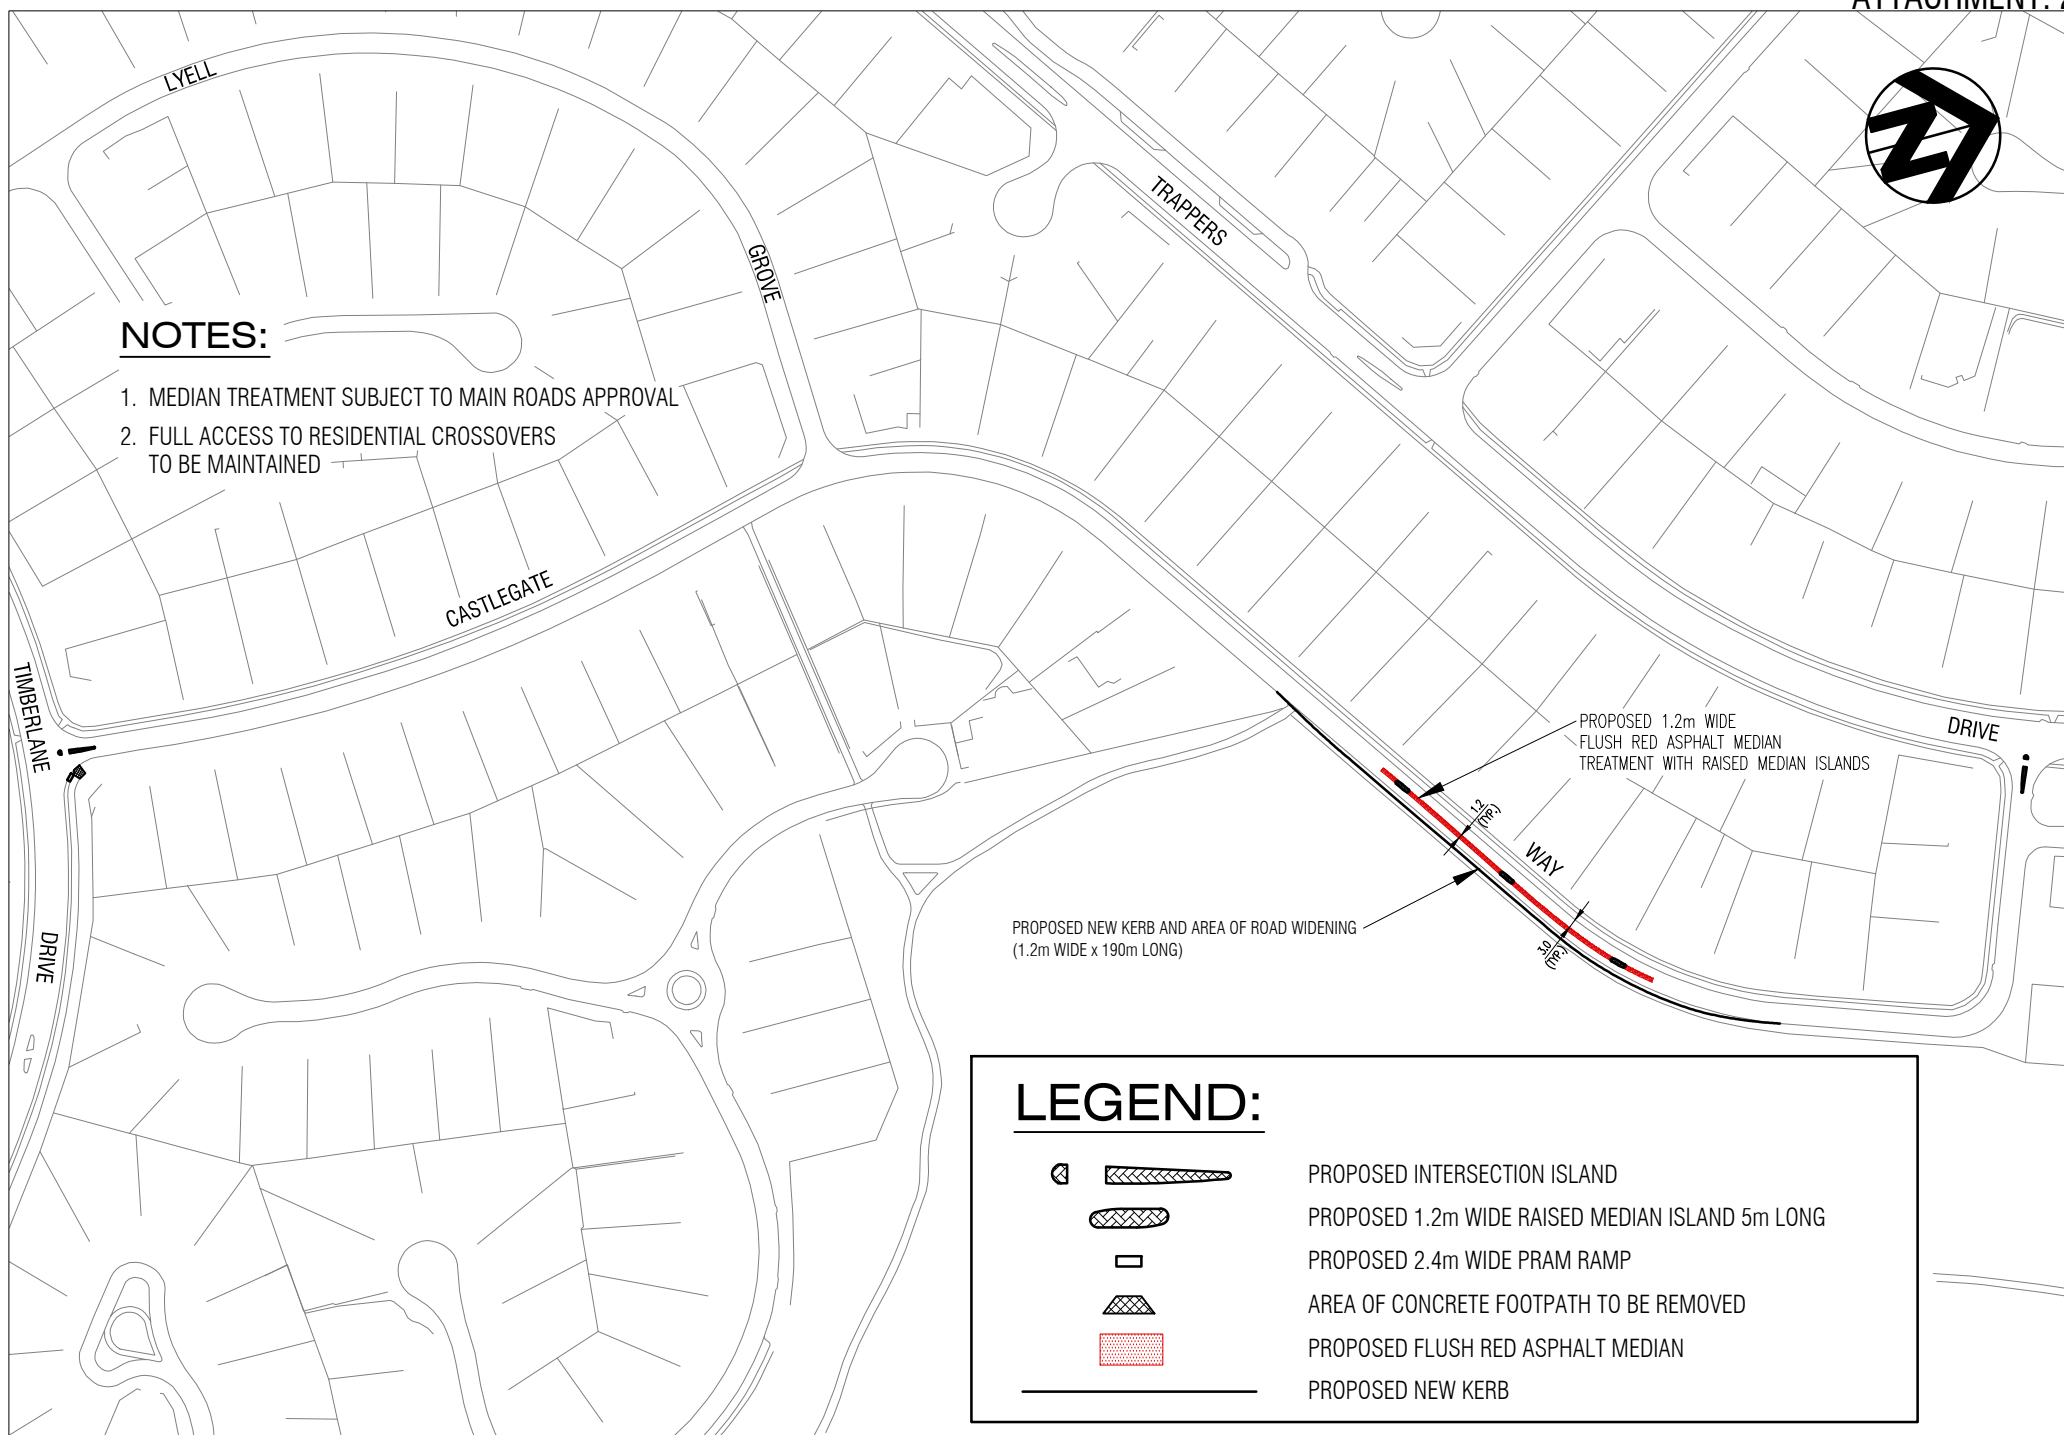 ATTACHMENT: 2
LYELL
GROVE
TRAPPERS
NOTES:
1. MEDIAN TREATMENT SUBJECT TO MAIN ROADS APPROVAL
2. FULL ACCESS TO RESIDENTIAL CROSSOVERS
TO BE MAINTAINED
CASTLEGATE
TIMBERLANE
DRIVE
PROPOSED 1.2m WIDE
FLUSH RED ASPHALT MEDIAN
TREATMENT WITH RAISED MEDIAN ISLANDS
DRIVE
1.2
(TYP.)
WAY
PROPOSED NEW KERB AND AREA OF ROAD WIDENING
(1.2m WIDE x 190m LONG)
3.0
(TYP.)
LEGEND:
PROPOSED INTERSECTION ISLAND
PROPOSED 1.2m WIDE RAISED MEDIAN ISLAND 5m LONG
PROPOSED 2.4m WIDE PRAM RAMP
AREA OF CONCRETE FOOTPATH TO BE REMOVED
PROPOSED FLUSH RED ASPHALT MEDIAN
PROPOSED NEW KERB